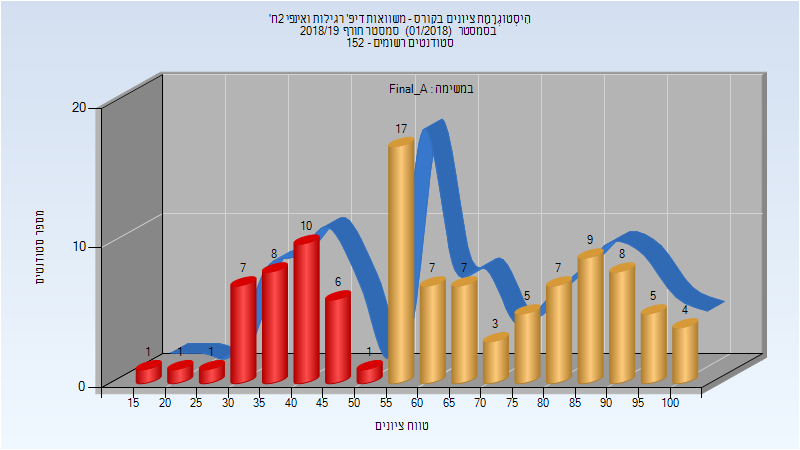 הִיסְטוגְרָמַת ציונים בקורס - משוואות דיפ' רגילות ואינפי 2ח'
בסמסטר (01/2018) סמסטר חורף 2018/19
סטודנטים רשומים - 152
במשימה : Final_A
מספר סטודנטים
20
10
0
1 1 1 7 8 10 6 1 17 7 7 3 5 7 9 8 5 4
15 20 25 30 35 40 45 50 55 60 65 70 75 80 85 90 95 100
טווח ציונים